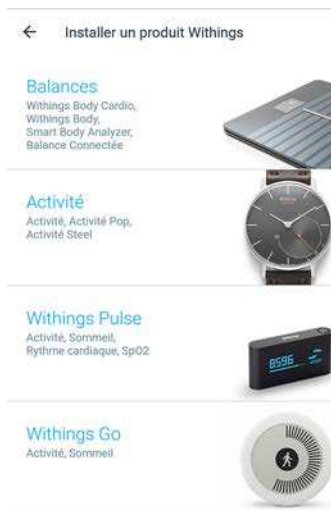 Installer un produit Withings
Balances
Withings Body Cardio,
Withings Body,
Smart Body Analyzer,
Balance Connectée
Activité
Activité, Activité Pop,
Activité Steel
Withings Pulse
Activité, Sommeil,
Rythme cardiaque, SpO2
8596
Withings Go
Activité, Sommeil